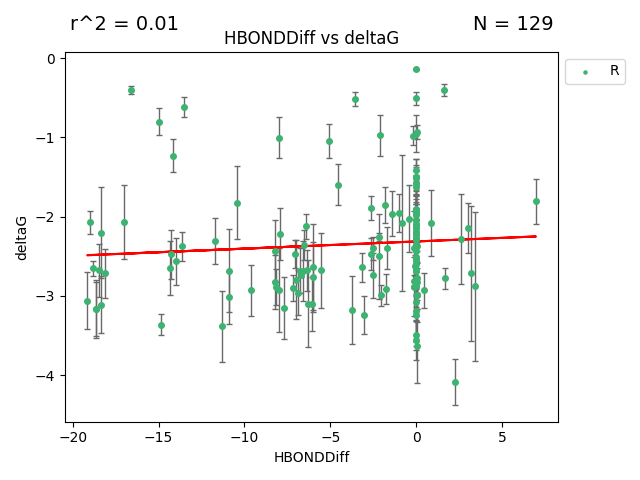 r^2 = 0.01
N = 129
HBONDDiff vs deltaG
R
0
−1
−2
−3
−4
deltaG
−20
−15
−10
−5
0
5
HBONDDiff